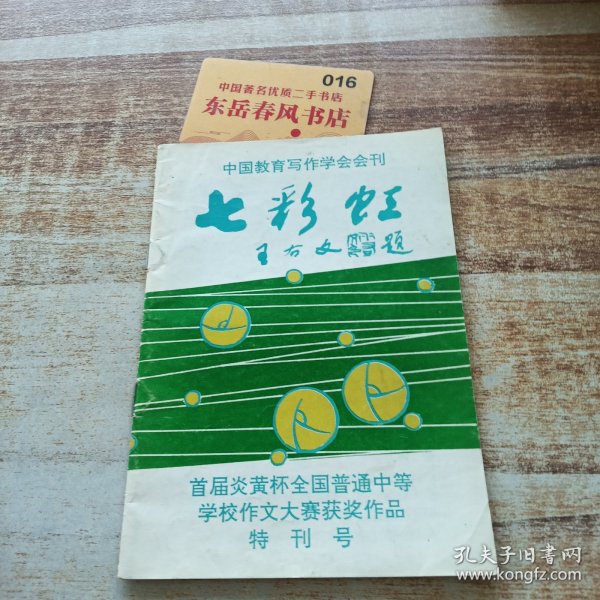 016
中国著名优质二手书店
东岳春风书店
中国教育写作学会会刊
七彩虹
王右文题
首届炎黄杯全国普通中等
学校作文大赛获奖作品
特刊号
孔夫子旧书网
www.kongfz.com